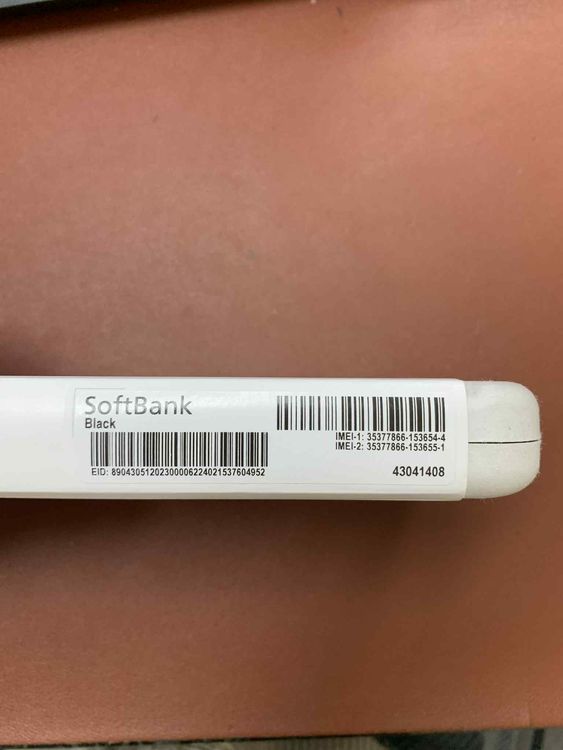 SoftBank
Black
IMEI-1: 35377866-153654-4
IMEI-2: 35377866-153655-1
EID: 89043051202300006224021537604952
43041408